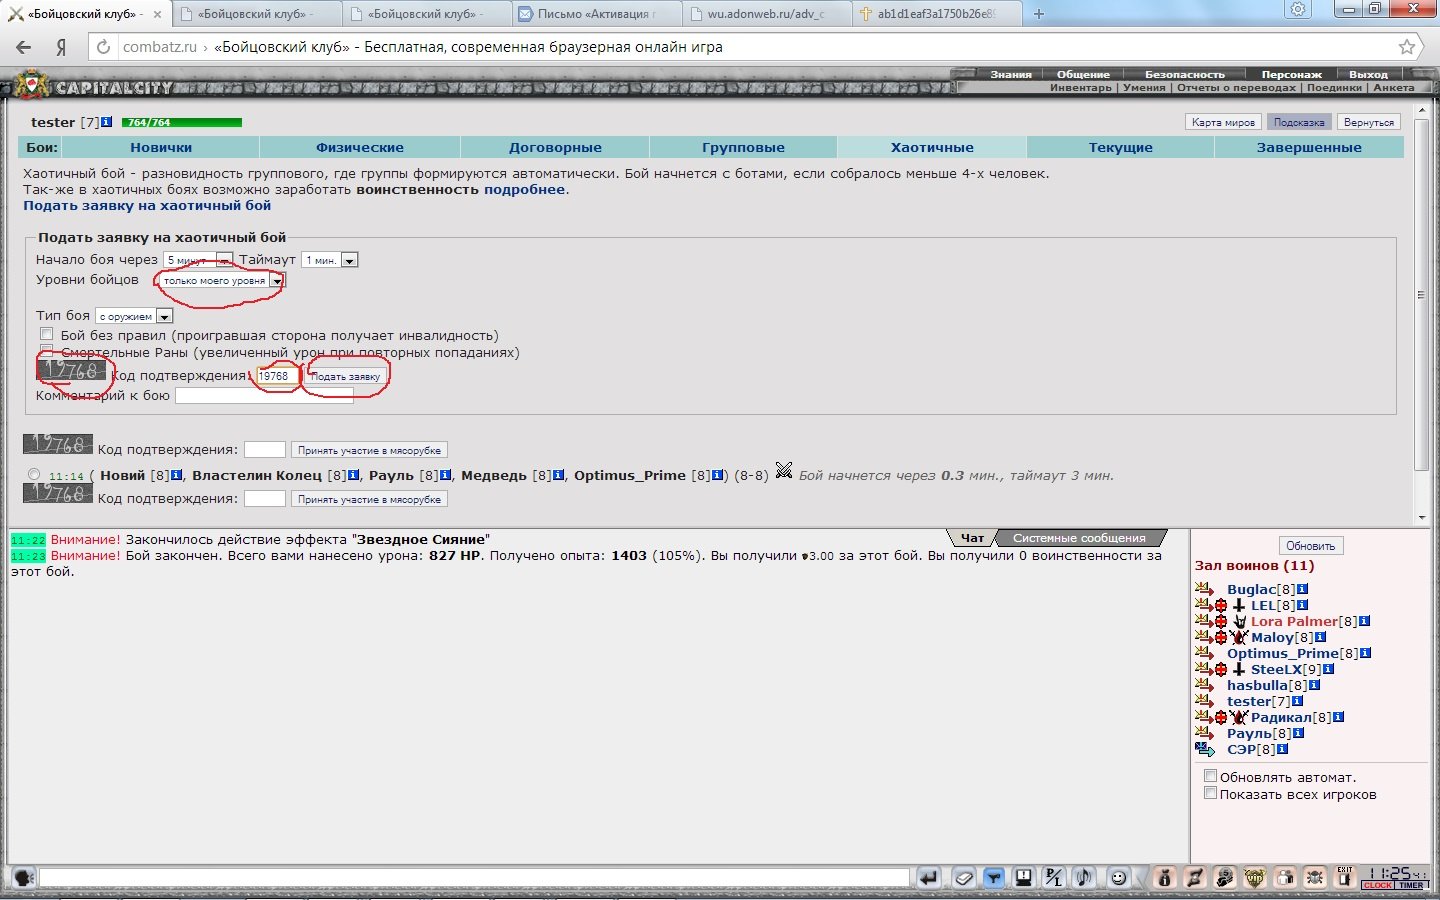 «Бойцовский клуб» -
«Бойцовский клуб» -
«Бойцовский клуб» -
Письмо «Активация п
wu.adonweb.ru/adv_c
ab1d1eaf3a1750b26e89
combatz.ru › «Бойцовский клуб» - Бесплатная, современная браузерная онлайн игра
CAPITALCITY
Знания | Общение | Безопасность | Персонаж | Выход
Инвентарь | Умения | Отчеты о переводах | Поединки | Анкета
tester [7] 764/764
Карта миров Подсказка Вернуться
Бои: Новички Физические Договорные Групповые Хаотичные Текущие Завершенные
Хаотичный бой - разновидность группового, где группы формируются автоматически. Бой начнется с ботами, если собралось меньше 4-х человек.
Так-же в хаотичных боях возможно заработать воинственность подробнее.
Подать заявку на хаотичный бой
Подать заявку на хаотичный бой
Начало боя через 5 минут Таймаут 1 мин.
Уровни бойцов только моего уровня
Тип боя с оружием
Бой без правил (проигравшая сторона получает инвалидность)
Смертельные Раны (увеличенный урон при повторных попаданиях)
19768 Код подтверждения: 19768 Подать заявку
Комментарий к бою
19768 Код подтверждения: Принять участие в мясорубке
11:14 ( Новий [8], Властелин Колец [8], Рауль [8], Медведь [8], Optimus_Prime [8]) (8-8) Бой начнется через 0.3 мин., таймаут 3 мин.
19768 Код подтверждения: Принять участие в мясорубке
Чат Системные сообщения
11:22 Внимание! Закончилось действие эффекта "Звездное Сияние"
11:23 Внимание! Бой закончен. Всего вами нанесено урона: 827 HP. Получено опыта: 1403 (105%). Вы получили 3.00 за этот бой. Вы получили 0 воинственности за
этот бой.
Обновить
Зал воинов (11)
Buglac[8]
LEL[8]
Lora Palmer[8]
Maloy[8]
Optimus_Prime[8]
SteeLX[9]
hasbulla[8]
tester[7]
Радикал[8]
Рауль[8]
СЭР[8]
Обновлять автомат.
Показать всех игроков
P/L
EXIT
11:25:41
CLOCK TIMER